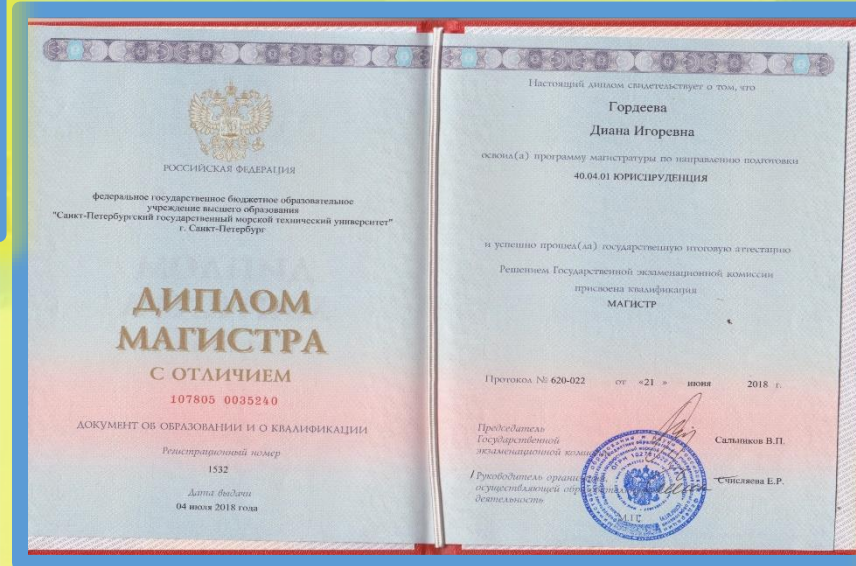 РОССИЙСКАЯ ФЕДЕРАЦИЯ
федеральное государственное бюджетное образовательное
учреждение высшего образования
"Санкт-Петербургский государственный морской технический университет"
г. Санкт-Петербург
ДИПЛОМ
МАГИСТРА
С ОТЛИЧИЕМ
107805 0035240
ДОКУМЕНТ ОБ ОБРАЗОВАНИИ И О КВАЛИФИКАЦИИ
Регистрационный номер
1532
Дата выдачи
04 июля 2018 года
Настоящий диплом свидетельствует о том, что
Гордеева
Диана Игоревна
освоил(а) программу магистратуры по направлению подготовки
40.04.01 ЮРИСПРУДЕНЦИЯ
и успешно прошел(ла) государственную итоговую аттестацию
Решением Государственной экзаменационной комиссии
присвоена квалификация
МАГИСТР
Протокол № 620-022 от «21 » июня 2018 г.
Председатель
Государственной
экзаменационной
Сальников В.П.
Руководитель
осуществляющей
деятельность
Счисляева Е.Р.